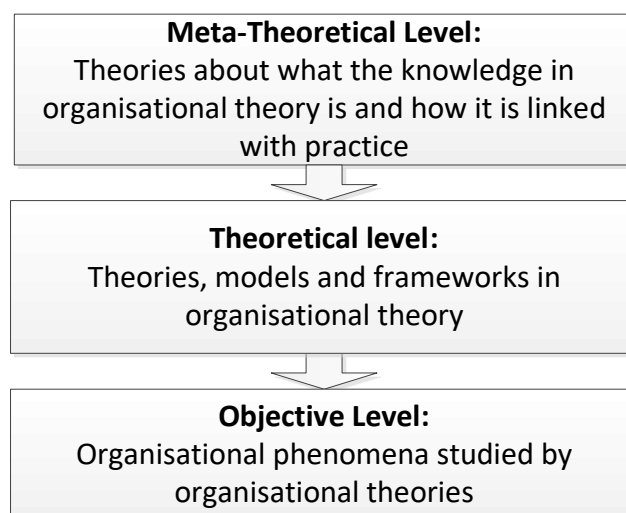 Meta-Theoretical Level:
Theories about what the knowledge in
organisational theory is and how it is linked
with practice
Theoretical level:
Theories, models and frameworks in
organisational theory
Objective Level:
Organisational phenomena studied by
organisational theories